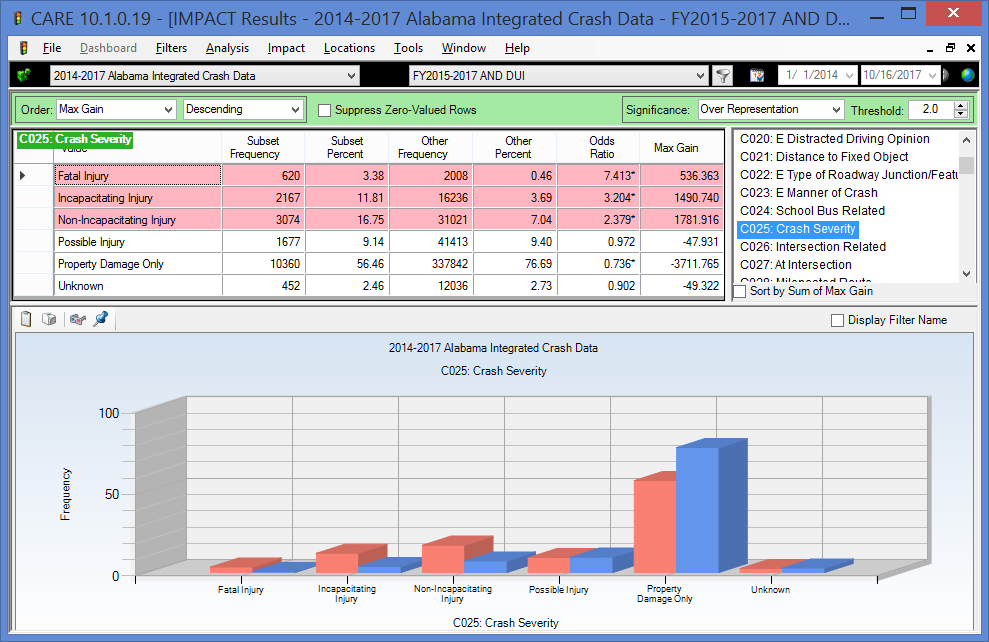 CARE 10.1.0.19 - [IMPACT Results - 2014-2017 Alabama Integrated Crash Data - FY2015-2017 AND D...
File Dashboard Filters Analysis Impact Locations Tools Window Help
2014-2017 Alabama Integrated Crash Data FY2015-2017 AND DUI 1/ 1/2014 10/16/2017
Order: Max Gain Descending Suppress Zero-Valued Rows Significance: Over Representation Threshold: 2.0
C025: Crash Severity
Value Subset Frequency Subset Percent Other Frequency Other Percent Odds Ratio Max Gain
Fatal Injury 620 3.38 2008 0.46 7.413* 536.363
Incapacitating Injury 2167 11.81 16236 3.69 3.204* 1490.740
Non-Incapacitating Injury 3074 16.75 31021 7.04 2.379* 1781.916
Possible Injury 1677 9.14 41413 9.40 0.972 -47.931
Property Damage Only 10360 56.46 337842 76.69 0.736* -3711.765
Unknown 452 2.46 12036 2.73 0.902 -49.322
C020: E Distracted Driving Opinion
C021: Distance to Fixed Object
C022: E Type of Roadway Junction/Featu
C023: E Manner of Crash
C024: School Bus Related
C025: Crash Severity
C026: Intersection Related
C027: At Intersection
Sort by Sum of Max Gain
Display Filter Name
2014-2017 Alabama Integrated Crash Data
C025: Crash Severity
100
50
0
Frequency
Fatal Injury
Incapacitating
Injury
Non-Incapacitating
Injury
Possible Injury
Property
Damage Only
Unknown
C025: Crash Severity